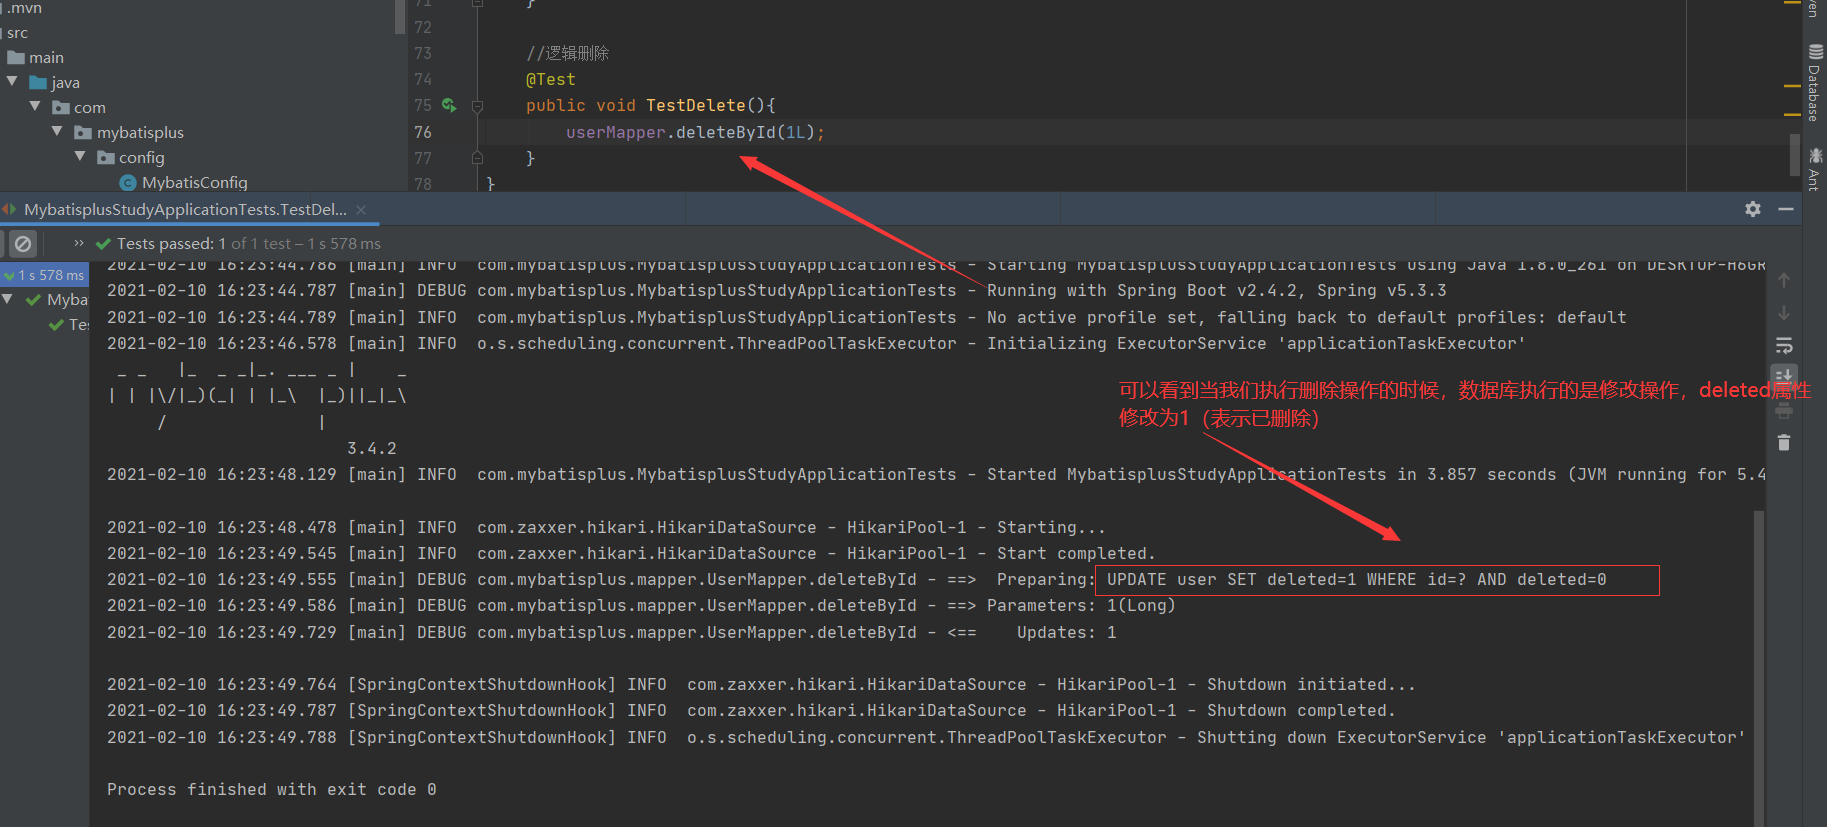 .mvn
src
main
java
com
mybatisplus
config
MybatisConfig
71 }
72
73 //逻辑删除
74 @Test
75 public void TestDelete(){
76 userMapper.deleteById(1L);
77 }
78 }
ven
Database
Ant
MybatisplusStudyApplicationTests.TestDel...
Tests passed: 1 of 1 test – 1 s 578 ms
1 s 578 ms
Myba
Tes
2021-02-10 16:23:44.786 [main] INFO  com.mybatisplus.MybatisplusStudyApplicationTests - Starting MybatisplusStudyApplicationTests using Java 1.8.0_261 on DESKTOP-H6GR
2021-02-10 16:23:44.787 [main] DEBUG com.mybatisplus.MybatisplusStudyApplicationTests - Running with Spring Boot v2.4.2, Spring v5.3.3
2021-02-10 16:23:44.789 [main] INFO  com.mybatisplus.MybatisplusStudyApplicationTests - No active profile set, falling back to default profiles: default
2021-02-10 16:23:46.578 [main] INFO  o.s.scheduling.concurrent.ThreadPoolTaskExecutor - Initializing ExecutorService 'applicationTaskExecutor'
 _ _   |_  _ _|_. ___ _ |    _
| | |\/|_)(_| | |_\  |_)||_|_\
     /               |
3.4.2
可以看到当我们执行删除操作的时候，数据库执行的是修改操作，deleted属性
修改为1（表示已删除）
2021-02-10 16:23:48.129 [main] INFO  com.mybatisplus.MybatisplusStudyApplicationTests - Started MybatisplusStudyApplicationTests in 3.857 seconds (JVM running for 5.4
2021-02-10 16:23:48.478 [main] INFO  com.zaxxer.hikari.HikariDataSource - HikariPool-1 - Starting...
2021-02-10 16:23:49.545 [main] INFO  com.zaxxer.hikari.HikariDataSource - HikariPool-1 - Start completed.
2021-02-10 16:23:49.555 [main] DEBUG com.mybatisplus.mapper.UserMapper.deleteById - ==>  Preparing: UPDATE user SET deleted=1 WHERE id=? AND deleted=0
2021-02-10 16:23:49.586 [main] DEBUG com.mybatisplus.mapper.UserMapper.deleteById - ==> Parameters: 1(Long)
2021-02-10 16:23:49.729 [main] DEBUG com.mybatisplus.mapper.UserMapper.deleteById - <==    Updates: 1
2021-02-10 16:23:49.764 [SpringContextShutdownHook] INFO  com.zaxxer.hikari.HikariDataSource - HikariPool-1 - Shutdown initiated...
2021-02-10 16:23:49.787 [SpringContextShutdownHook] INFO  com.zaxxer.hikari.HikariDataSource - HikariPool-1 - Shutdown completed.
2021-02-10 16:23:49.788 [SpringContextShutdownHook] INFO  o.s.scheduling.concurrent.ThreadPoolTaskExecutor - Shutting down ExecutorService 'applicationTaskExecutor'
Process finished with exit code 0